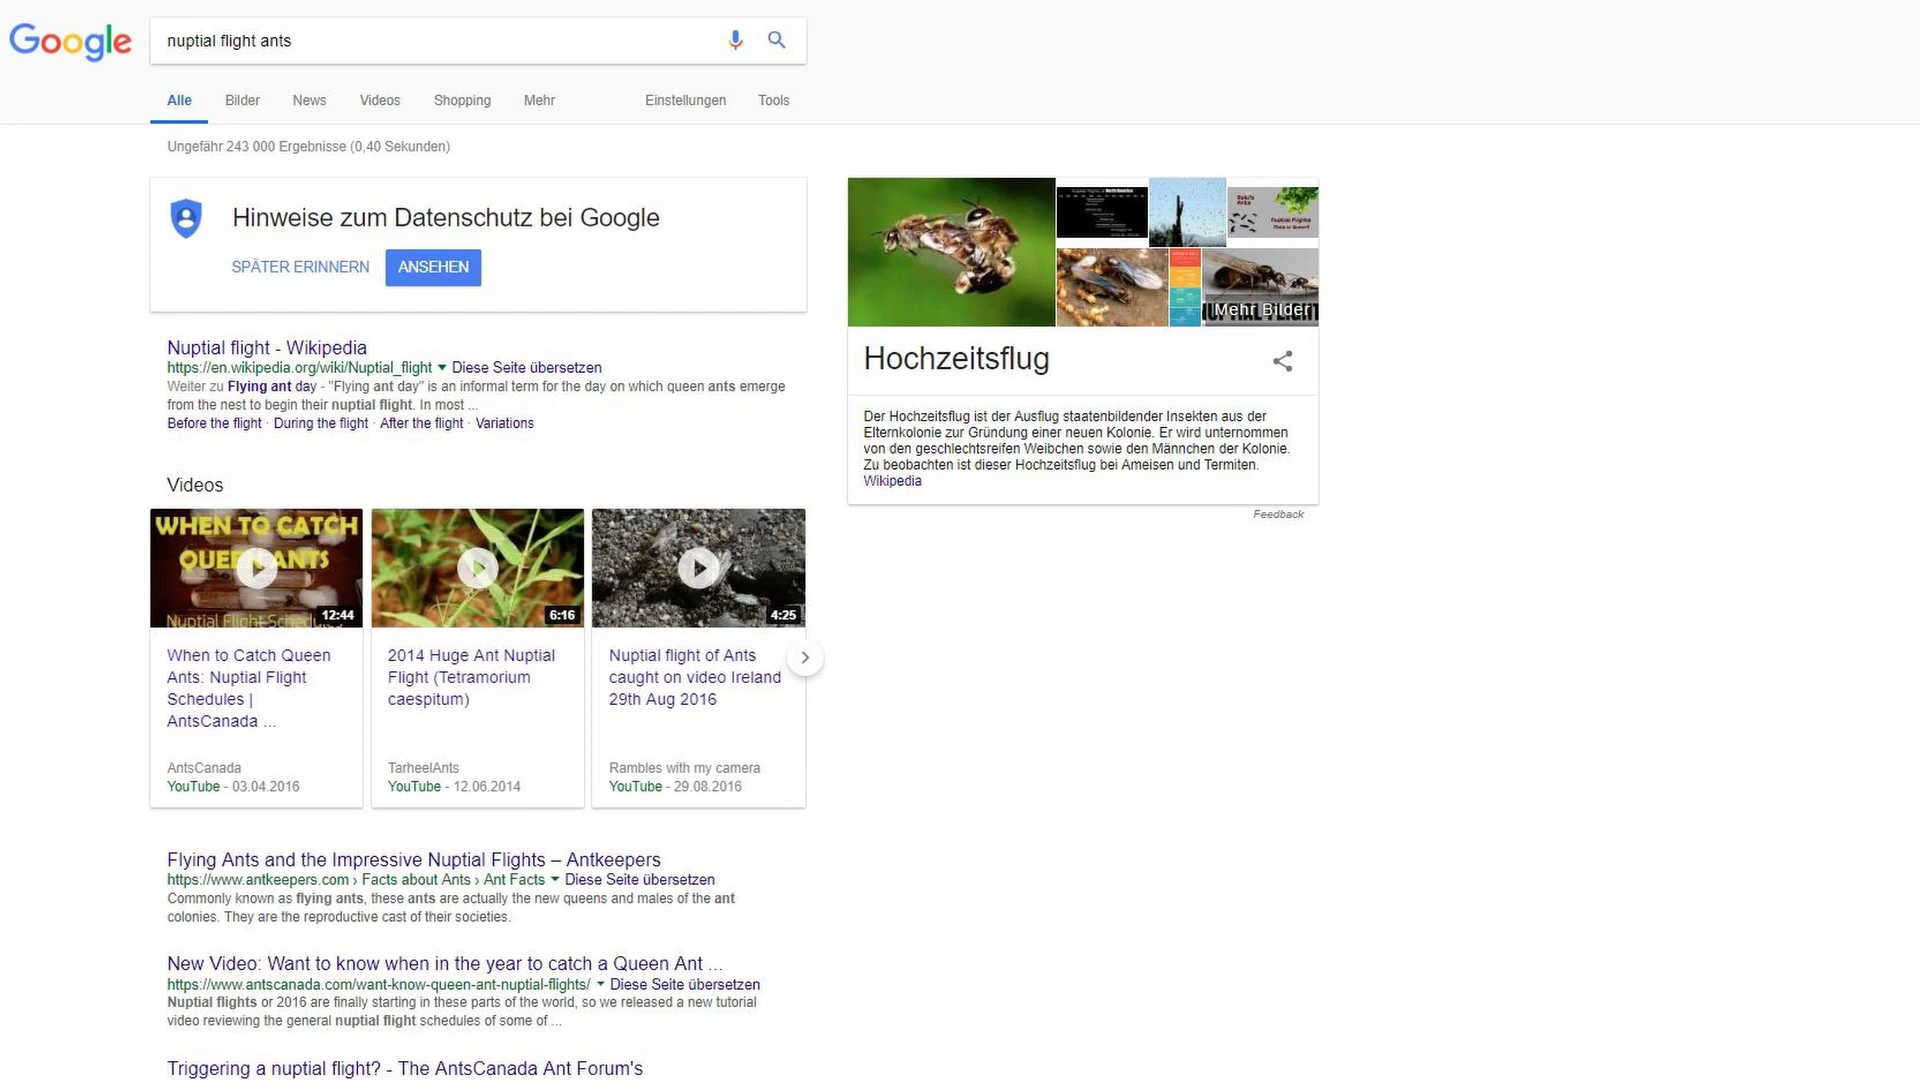 Google
nuptial flight ants
Alle Bilder News Videos Shopping Mehr Einstellungen Tools
Ungefähr 243 000 Ergebnisse (0,40 Sekunden)
Hinweise zum Datenschutz bei Google
SPÄTER ERINNERN ANSEHEN
Nuptial flight - Wikipedia
https://en.wikipedia.org/wiki/Nuptial_flight Diese Seite übersetzen
Weiter zu Flying ant day - "Flying ant day" is an informal term for the day on which queen ants emerge
from the nest to begin their nuptial flight. In most ...
Before the flight · During the flight · After the flight · Variations
Videos
WHEN TO CATCH
QUEEN ANTS
Nuptial Flight Schedules
12:44
6:16
4:25
When to Catch Queen
Ants: Nuptial Flight
Schedules |
AntsCanada ...
AntsCanada
YouTube - 03.04.2016
2014 Huge Ant Nuptial
Flight (Tetramorium
caespitum)
TarheelAnts
YouTube - 12.06.2014
Nuptial flight of Ants
caught on video Ireland
29th Aug 2016
Rambles with my camera
YouTube - 29.08.2016
Flying Ants and the Impressive Nuptial Flights – Antkeepers
https://www.antkeepers.com › Facts about Ants › Ant Facts Diese Seite übersetzen
Commonly known as flying ants, these ants are actually the new queens and males of the ant
colonies. They are the reproductive cast of their societies.
New Video: Want to know when in the year to catch a Queen Ant ...
https://www.antscanada.com/want-know-queen-ant-nuptial-flights/ Diese Seite übersetzen
Nuptial flights or 2016 are finally starting in these parts of the world, so we released a new tutorial
video reviewing the general nuptial flight schedules of some of ...
Triggering a nuptial flight? - The AntsCanada Ant Forum's
Nuptial Flights
Mehr Bilder
NUPTIAL FLIGHT
Hochzeitsflug
Der Hochzeitsflug ist der Ausflug staatenbildender Insekten aus der
Elternkolonie zur Gründung einer neuen Kolonie. Er wird unternommen
von den geschlechtsreifen Weibchen sowie den Männchen der Kolonie.
Zu beobachten ist dieser Hochzeitsflug bei Ameisen und Termiten.
Wikipedia
Feedback